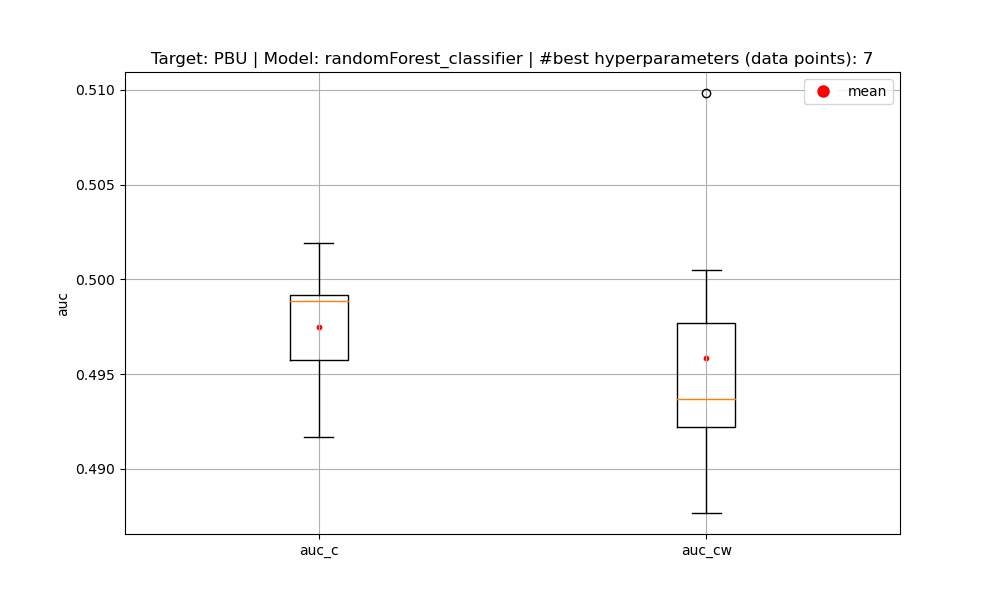 Target: PBU | Model: randomForest_classifier | #best hyperparameters (data points): 7
mean
0.510
0.505
0.500
0.495
0.490
auc
auc_c
auc_cw